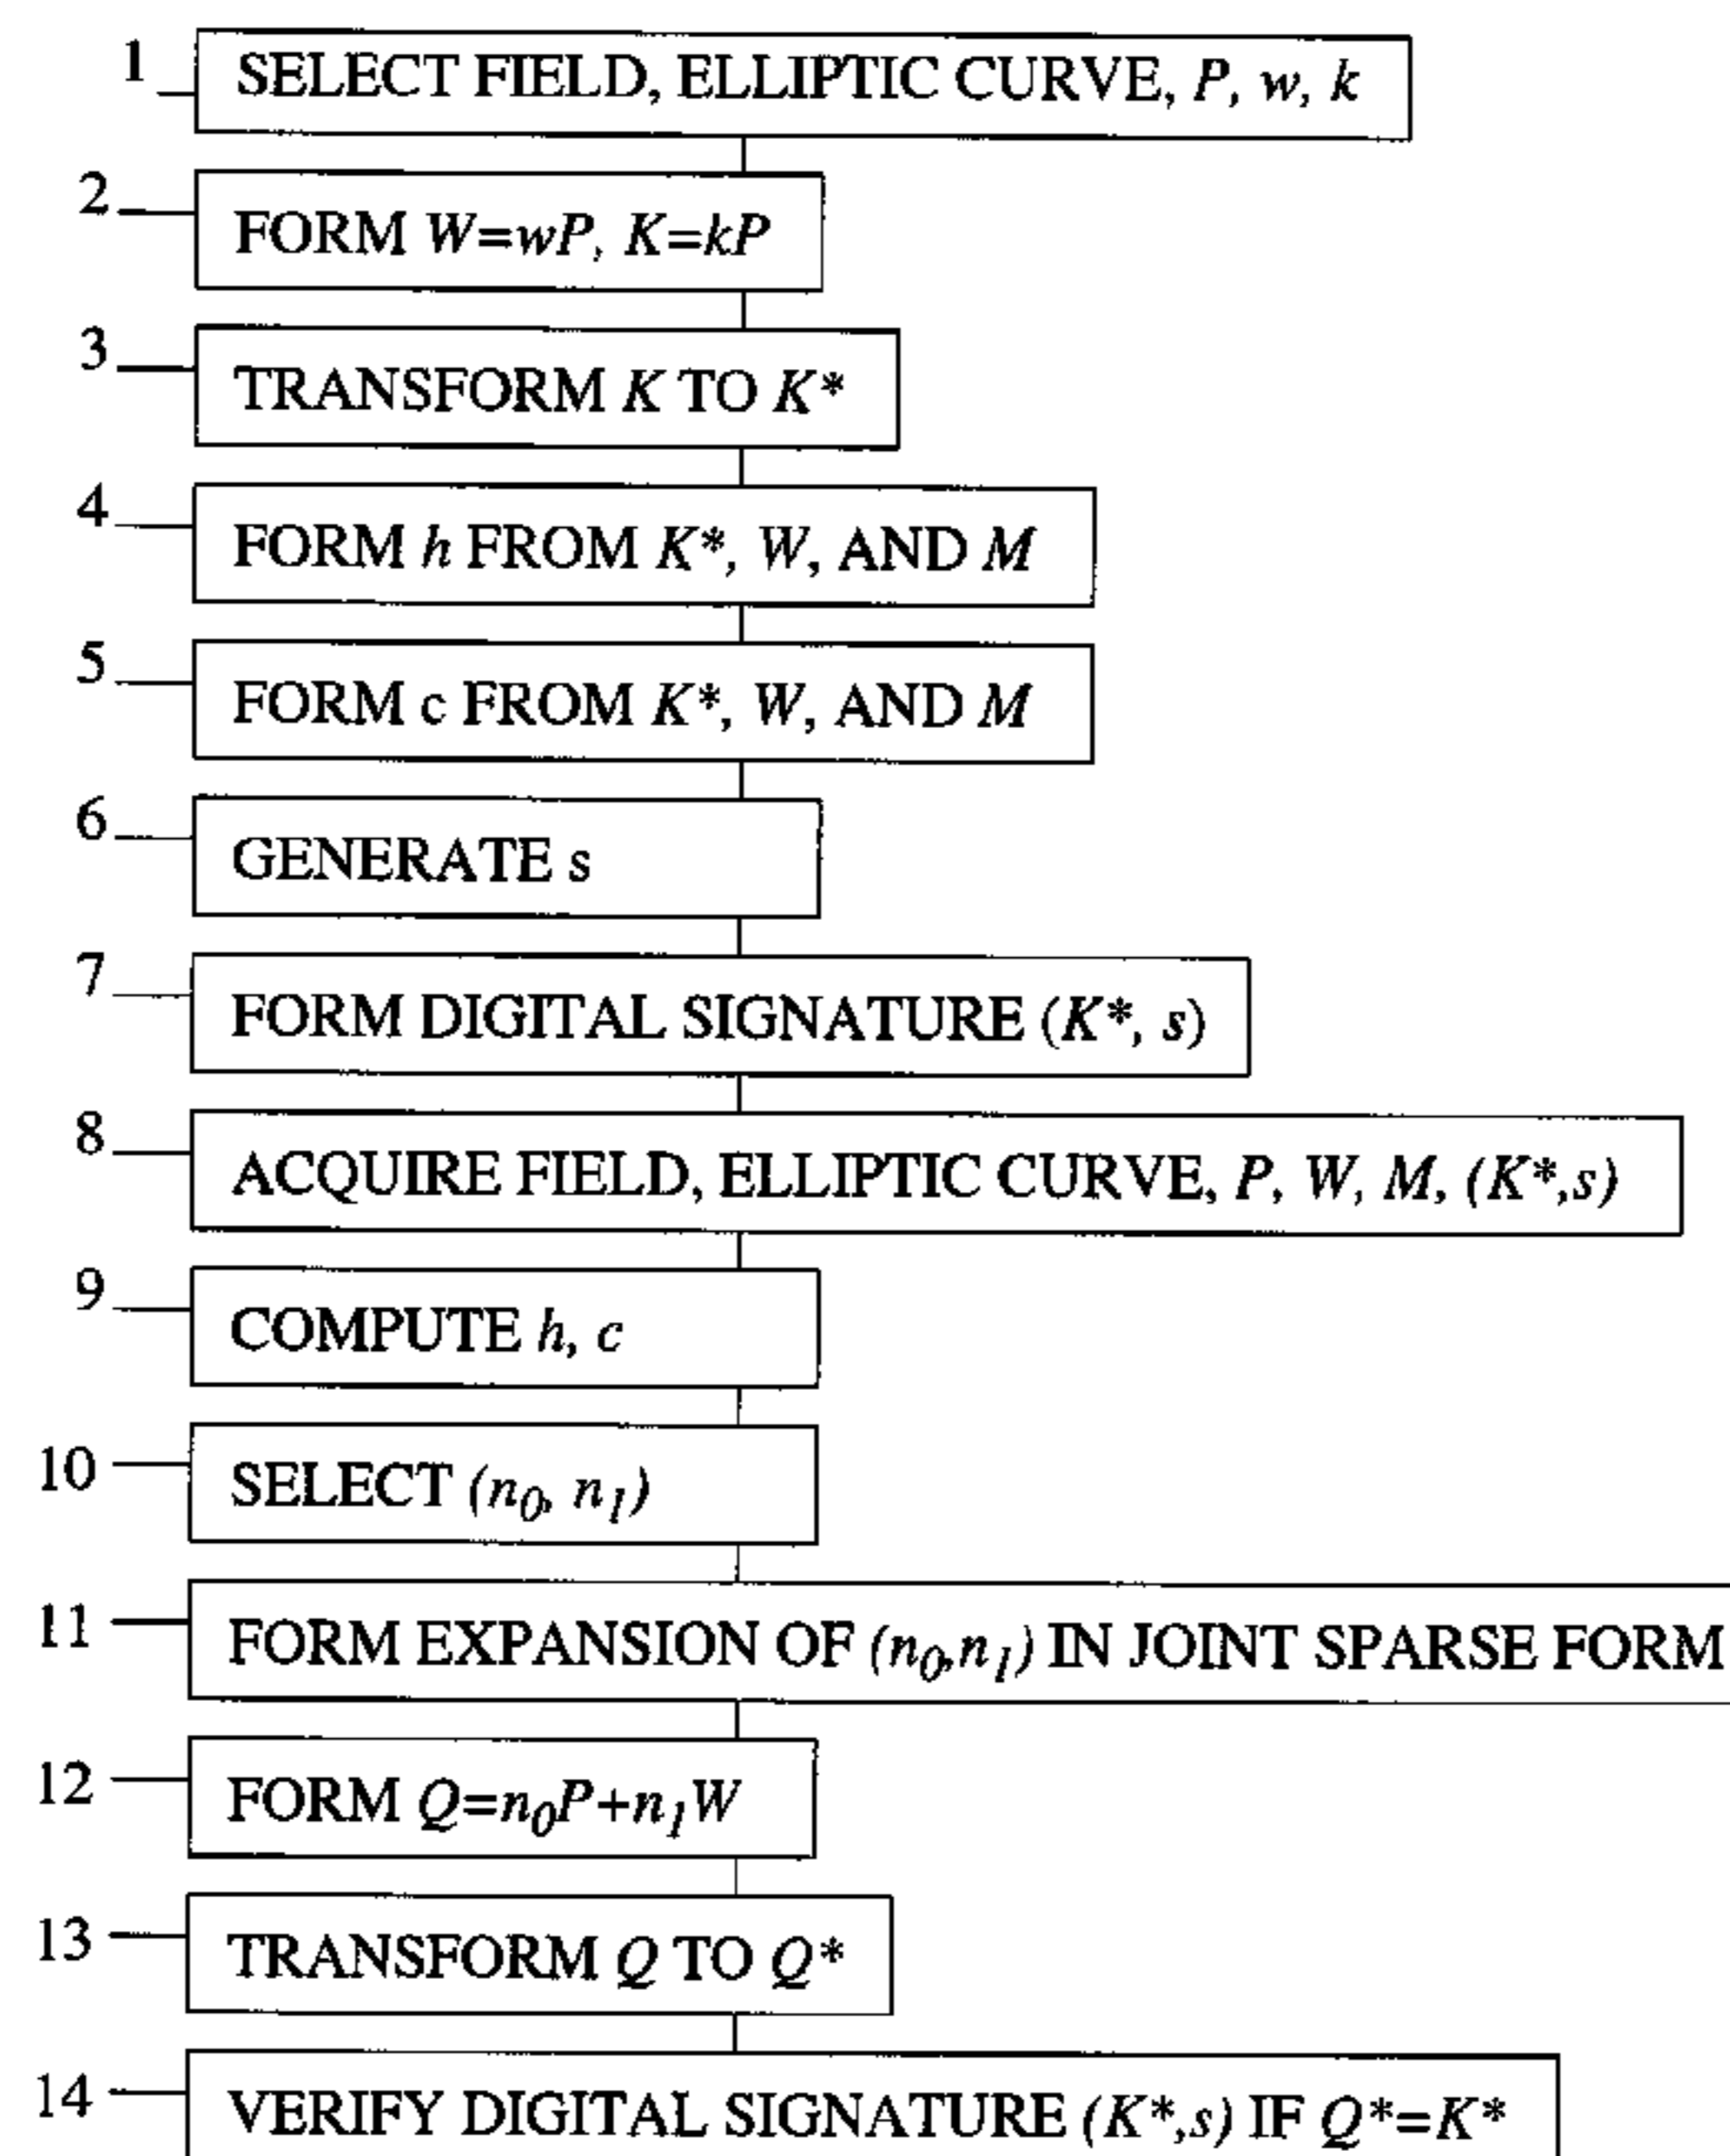 1 SELECT FIELD, ELLIPTIC CURVE, P, w, k
2 FORM W=wP, K=kP
3 TRANSFORM K TO K*
4 FORM h FROM K*, W, AND M
5 FORM c FROM K*, W, AND M
6 GENERATE s
7 FORM DIGITAL SIGNATURE (K*, s)
8 ACQUIRE FIELD, ELLIPTIC CURVE, P, W, M, (K*,s)
9 COMPUTE h, c
10 SELECT (n0, n1)
11 FORM EXPANSION OF (n0,n1) IN JOINT SPARSE FORM
12 FORM Q=n0P+n1W
13 TRANSFORM Q TO Q*
14 VERIFY DIGITAL SIGNATURE (K*,s) IF Q*=K*